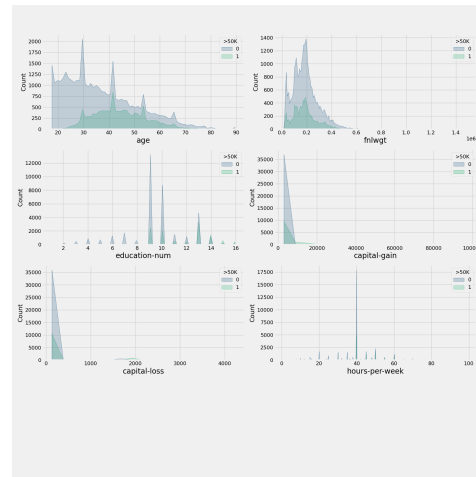 >50K
0
1
Count
2000
1750
1500
1250
1000
750
500
250
0
20 30 40 50 60 70 80 90
age
>50K
0
1
Count
1400
1200
1000
800
600
400
200
0
0.0 0.2 0.4 0.6 0.8 1.0 1.2 1.4
1e6
fnlwgt
>50K
0
1
Count
12000
10000
8000
6000
4000
2000
0
2 4 6 8 10 12 14 16
education-num
>50K
0
1
Count
35000
30000
25000
20000
15000
10000
5000
0
0 20000 40000 60000 80000 100000
capital-gain
>50K
0
1
Count
35000
30000
25000
20000
15000
10000
5000
0
0 1000 2000 3000 4000
capital-loss
>50K
0
1
Count
17500
15000
12500
10000
7500
5000
2500
0
0 20 40 60 80 100
hours-per-week